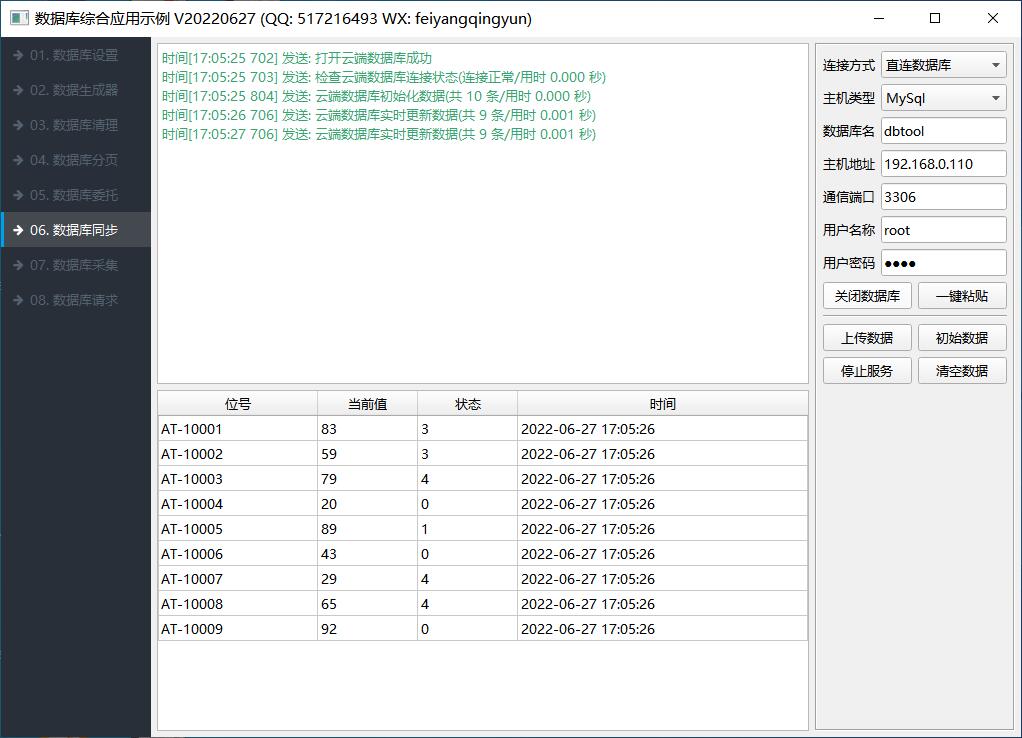 数据库综合应用示例 V20220627 (QQ: 517216493 WX: feiyangqingyun)
01. 数据库设置
02. 数据生成器
03. 数据库清理
04. 数据库分页
05. 数据库委托
06. 数据库同步
07. 数据库采集
08. 数据库请求
时间[17:05:25 702] 发送: 打开云端数据库成功
时间[17:05:25 703] 发送: 检查云端数据库连接状态(连接正常/用时 0.000 秒)
时间[17:05:25 804] 发送: 云端数据库初始化数据(共 10 条/用时 0.000 秒)
时间[17:05:26 706] 发送: 云端数据库实时更新数据(共 9 条/用时 0.001 秒)
时间[17:05:27 706] 发送: 云端数据库实时更新数据(共 9 条/用时 0.001 秒)
位号 当前值 状态 时间
AT-10001 83 3 2022-06-27 17:05:26
AT-10002 59 3 2022-06-27 17:05:26
AT-10003 79 4 2022-06-27 17:05:26
AT-10004 20 0 2022-06-27 17:05:26
AT-10005 89 1 2022-06-27 17:05:26
AT-10006 43 0 2022-06-27 17:05:26
AT-10007 29 4 2022-06-27 17:05:26
AT-10008 65 4 2022-06-27 17:05:26
AT-10009 92 0 2022-06-27 17:05:26
连接方式 直连数据库
主机类型 MySql
数据库名 dbtool
主机地址 192.168.0.110
通信端口 3306
用户名称 root
用户密码 ●●●●
关闭数据库 一键粘贴
上传数据 初始数据
停止服务 清空数据